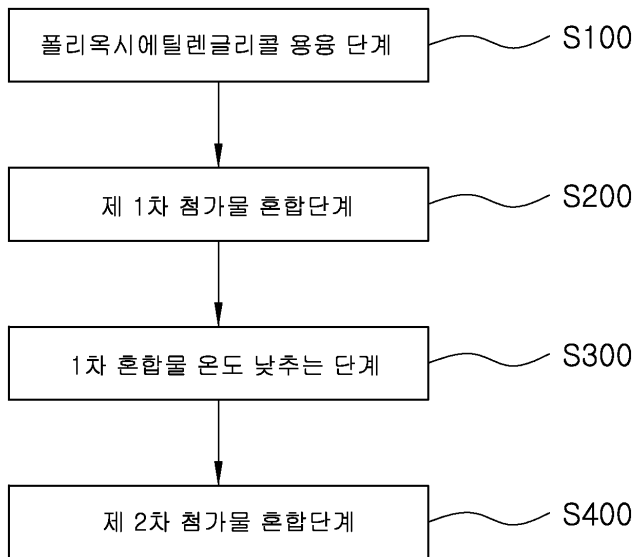 폴리옥시에틸렌글리콜 용융 단계
S100
제 1차 첨가물 혼합단계
S200
1차 혼합물 온도 낮추는 단계
S300
제 2차 첨가물 혼합단계
S400